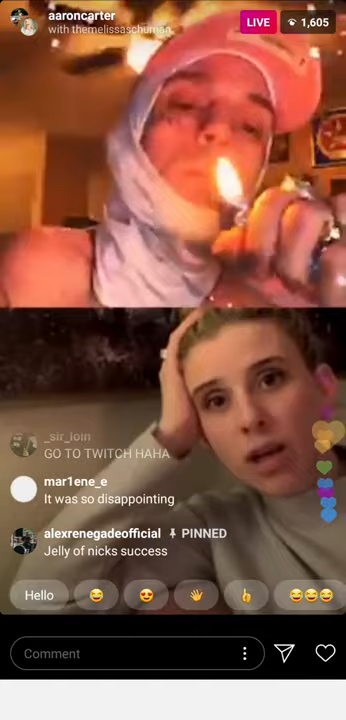 aaroncarter
LIVE
1,605
with themelissaschuman
_sir_loin
GO TO TWITCH HAHA
mar1ene_e
It was so disappointing
alexrenegadeofficial PINNED
Jelly of nicks success
Hello
Comment